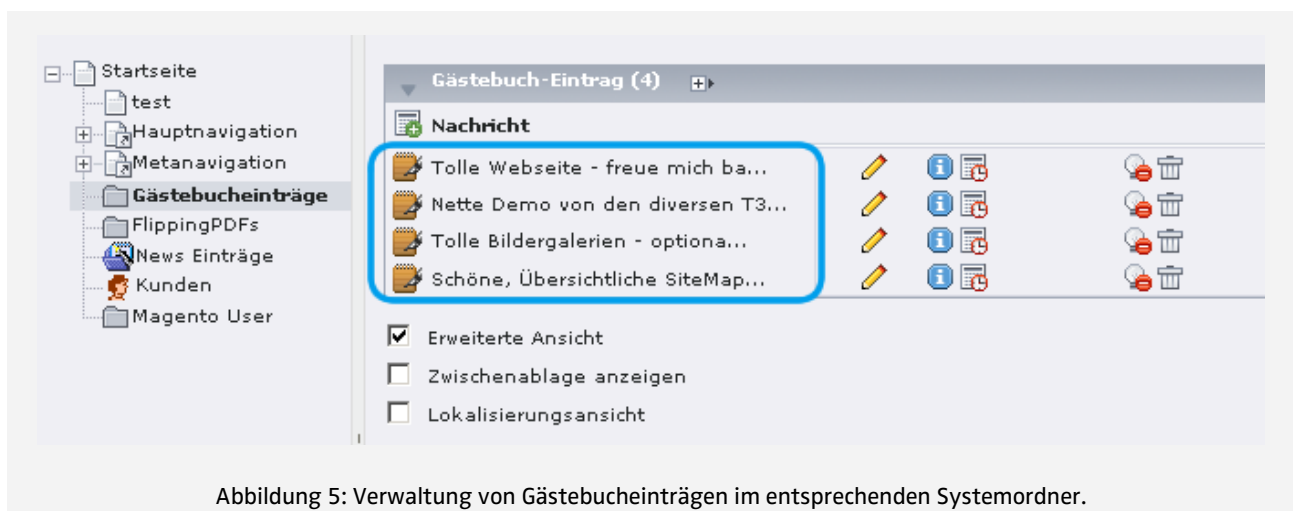 Startseite
test
Hauptnavigation
Metanavigation
Gästebucheinträge
FlippingPDFs
News Einträge
Kunden
Magento User
Gästebuch-Eintrag (4)
Nachricht
Tolle Webseite - freue mich ba...
Nette Demo von den diversen T3...
Tolle Bildergalerien - optiona...
Schöne, Übersichtliche SiteMap...
Erweiterte Ansicht
Zwischenablage anzeigen
Lokalisierungsansicht
Abbildung 5: Verwaltung von Gästebucheinträgen im entsprechenden Systemordner.